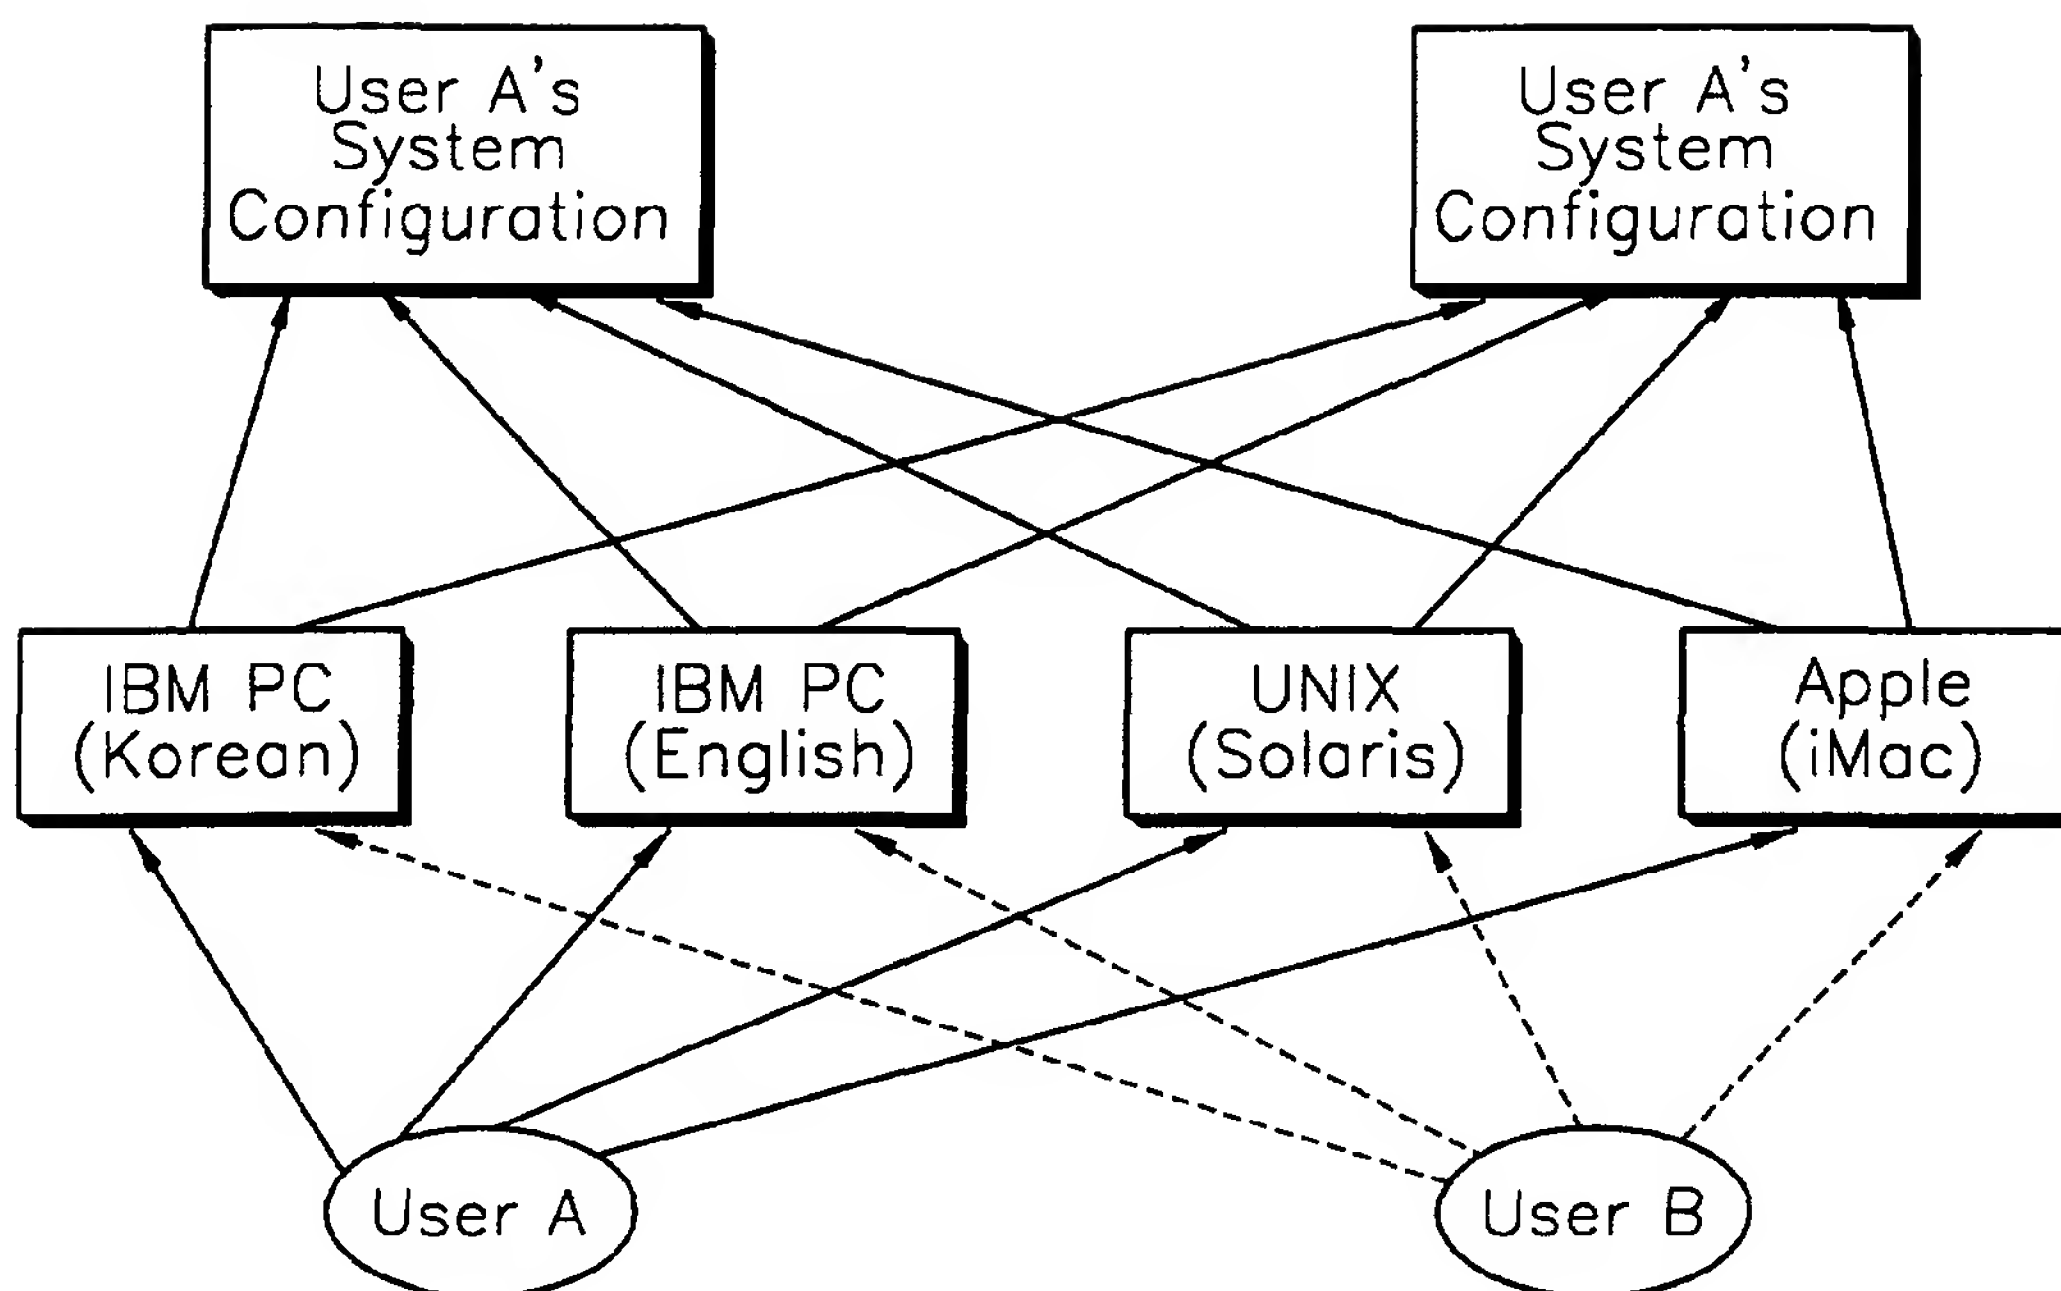 User A's
System
Configuration
User A's
System
Configuration
IBM PC
(Korean)
IBM PC
(English)
UNIX
(Solaris)
Apple
(iMac)
User A
User B